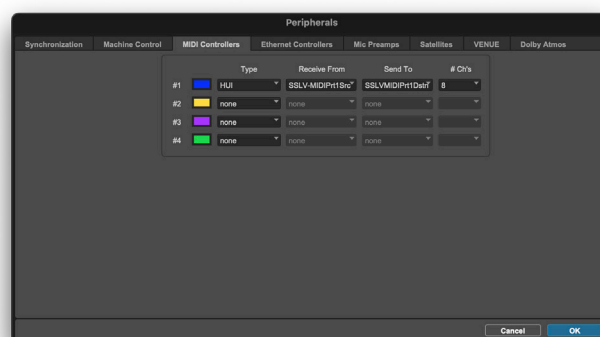 Peripherals
Synchronization Machine Control MIDI Controllers Ethernet Controllers Mic Preamps Satellites VENUE Dolby Atmos
Type Receive From Send To # Ch's
#1 HUI SSLV-MIDIPrt1Src SSLVMIDIPrt1Dstn 8
#2 none none none
#3 none none none
#4 none none none
Cancel OK